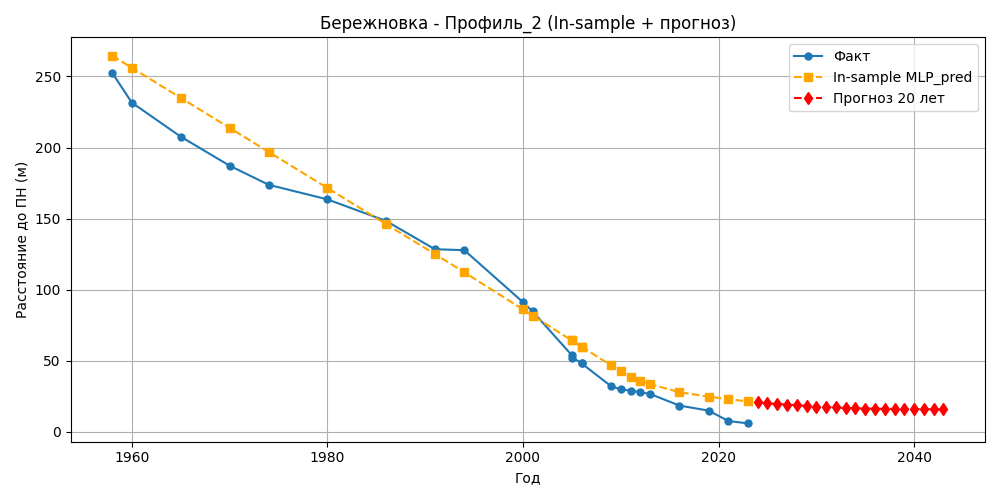 Бережновка - Профиль_2 (In-sample + прогноз)
Факт
In-sample MLP_pred
Прогноз 20 лет
Расстояние до ПН (м)
250
200
150
100
50
0
1960
1980
2000
2020
2040
Год